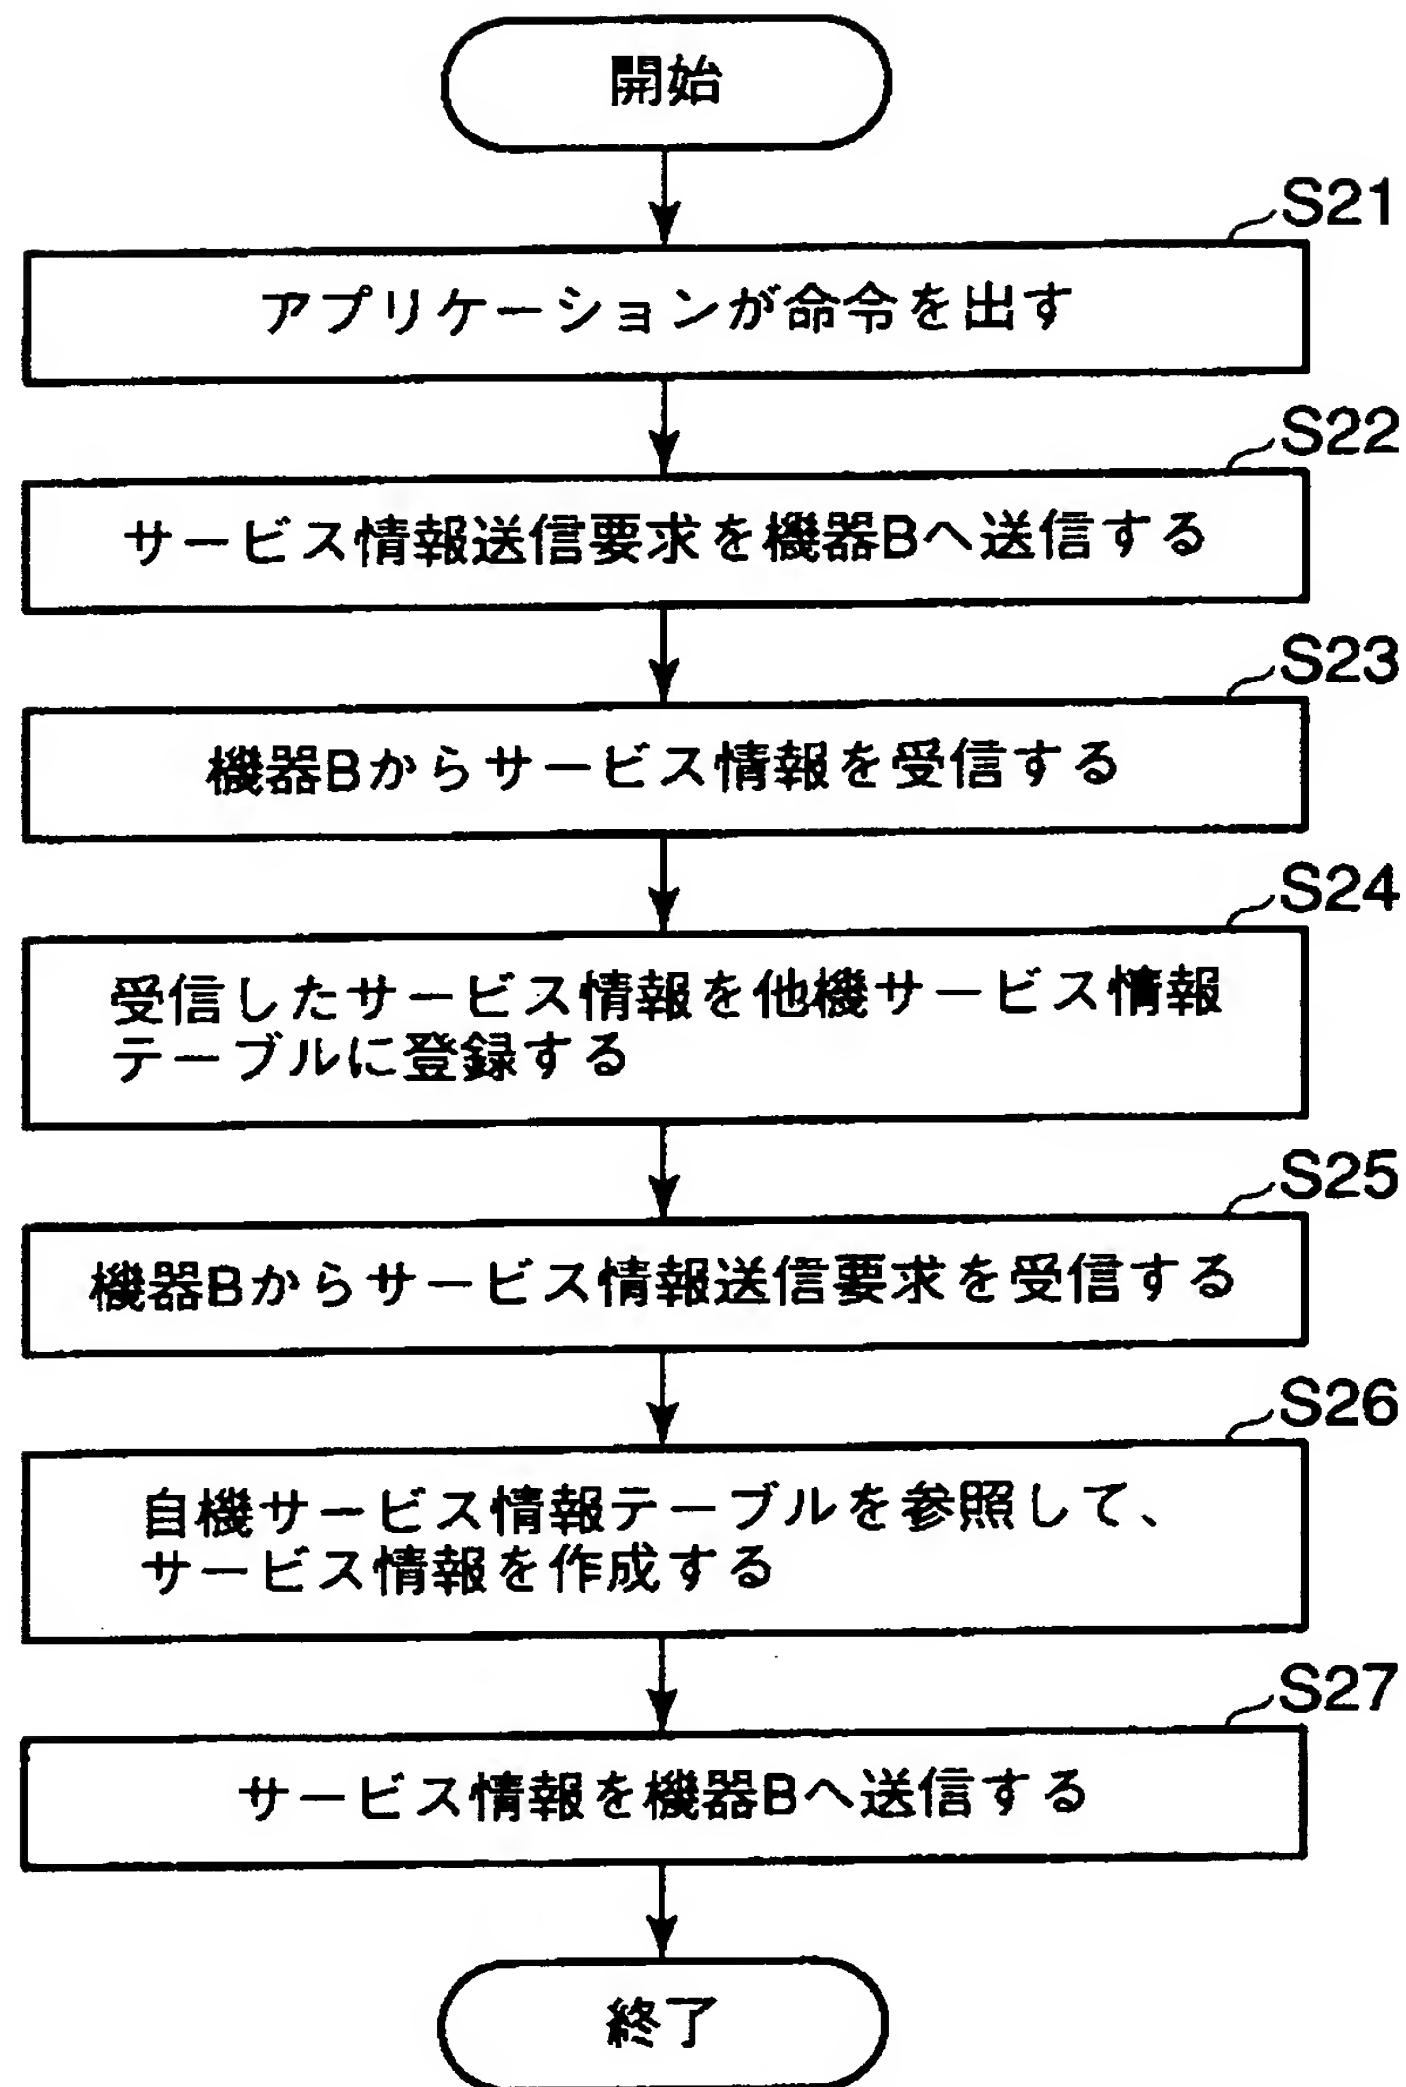 開始
S21
アプリケーションが命令を出す
S22
サービス情報送信要求を機器Bへ送信する
S23
機器Bからサービス情報を受信する
S24
受信したサービス情報を他機サービス情報
テーブルに登録する
S25
機器Bからサービス情報送信要求を受信する
S26
自機サービス情報テーブルを参照して、
サービス情報を作成する
S27
サービス情報を機器Bへ送信する
終了